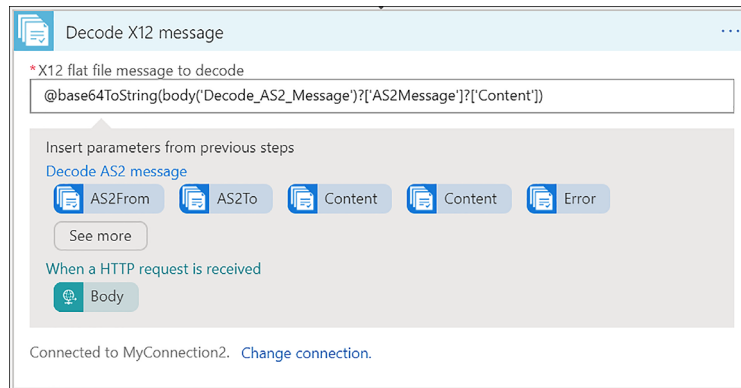 Decode X12 message
...
*X12 flat file message to decode
@base64ToString(body('Decode_AS2_Message')?['AS2Message']?['Content'])
Insert parameters from previous steps
Decode AS2 message
AS2From AS2To Content Content Error
See more
When a HTTP request is received
Body
Connected to MyConnection2. Change connection.